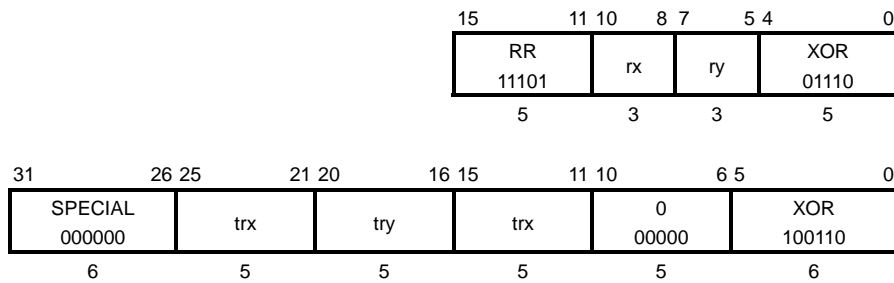 15 11 10 8 7 5 4 0
RR rx ry XOR
11101 01110
5 3 3 5
31 26 25 21 20 16 15 11 10 6 5 0
SPECIAL trx try trx 0 XOR
000000 00000 100110
6 5 5 5 5 6